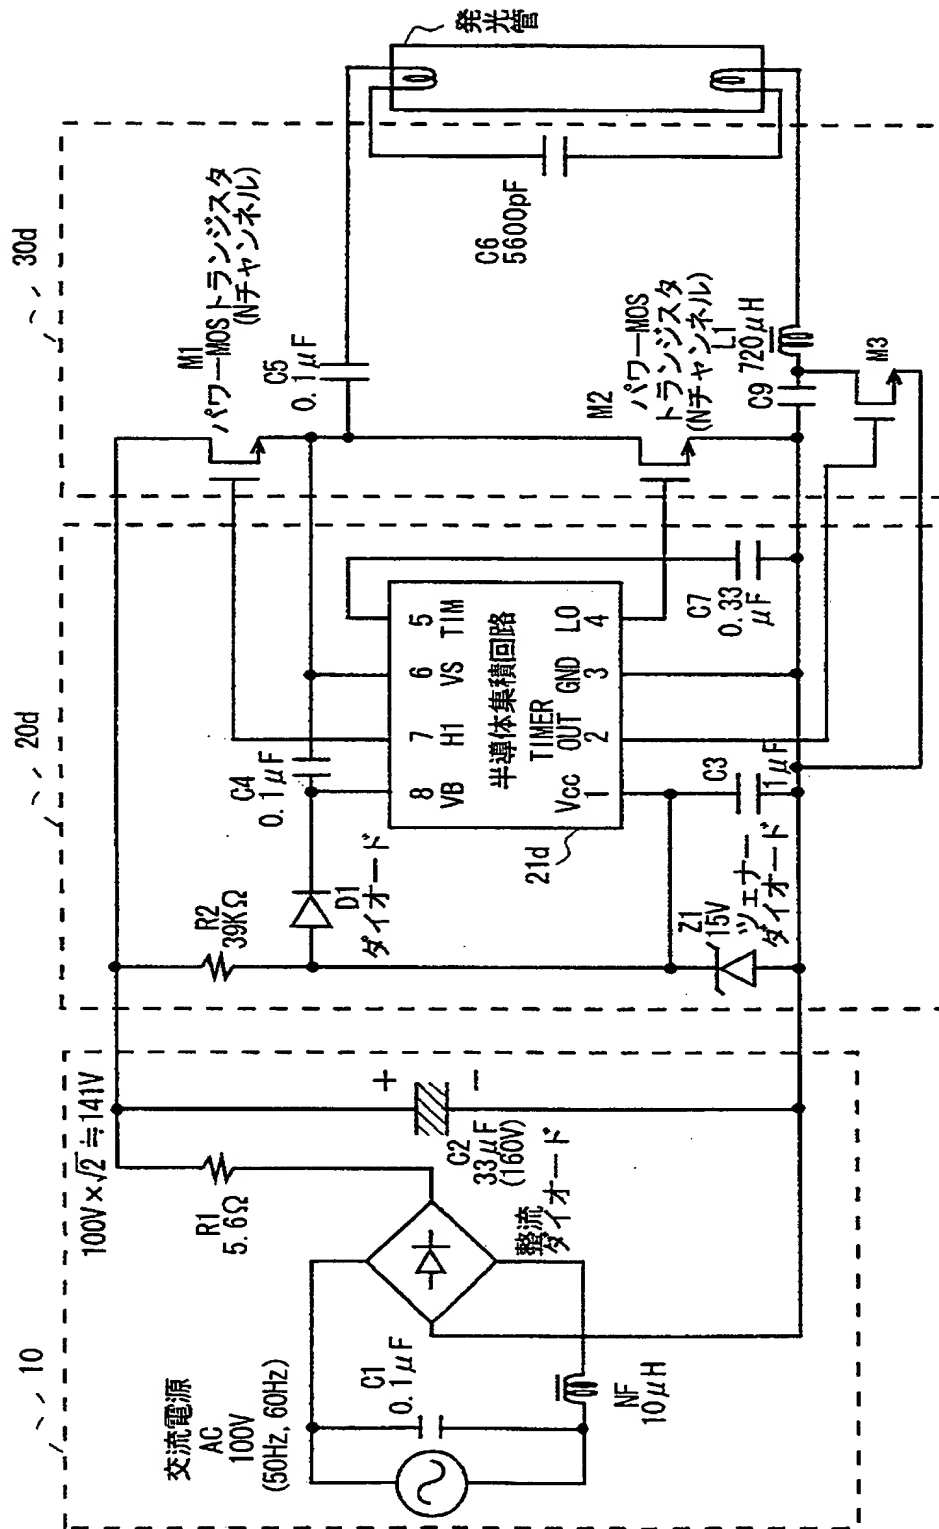 10
交流電源
AC
100V
(50Hz, 60Hz)
C1
0.1μF
NF
10μH
整流
ダイオード
R1
5.6Ω
100V×√2≒141V
+
−
C2
33μF
(160V)
20d
R2
39KΩ
D1
ダイオード
Z1
15V
ツェナー
ダイオード
C4
0.1μF
21d
8
VB
7
H1
6
VS
5
TIM
半導体集積回路
TIMER
Vcc
1
OUT
2
GND
3
LO
4
C3
1μF
C7
0.33
μF
30d
M1
パワーMOSトランジスタ
(Nチャンネル)
C5
0.1μF
M2
パワーMOS
トランジスタ
(Nチャンネル)
C6
5600pF
L1
720μH
C9
M3
発光管